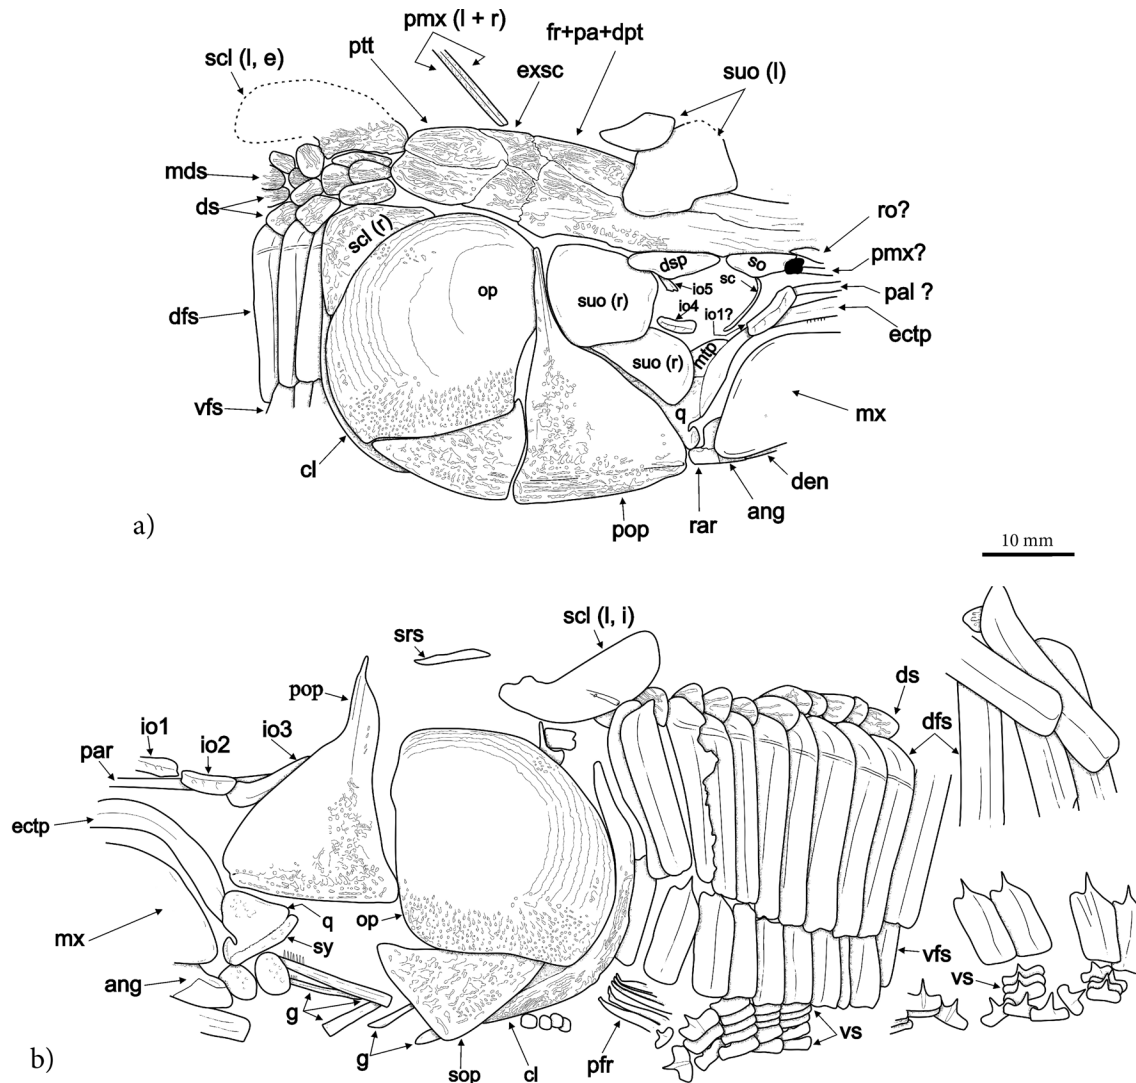 pmx (l + r)
fr+pa+dpt
ptt
scl (l, e)
exsc
suo (l)
mds
ds
ro?
scl (r)
pmx?
dsp
so
sc
op
suo (r)
io5
pal ?
io4
io1?
dfs
ectp
mtp
suo (r)
vfs
q
mx
cl
den
ang
rar
pop
a)
10 mm
scl (l, i)
srs
ds
pop
io1
io3
dfs
io2
par
ectp
q
op
mx
sy
vfs
vs
ang
g
vs
g
pfr
b)
sop
cl